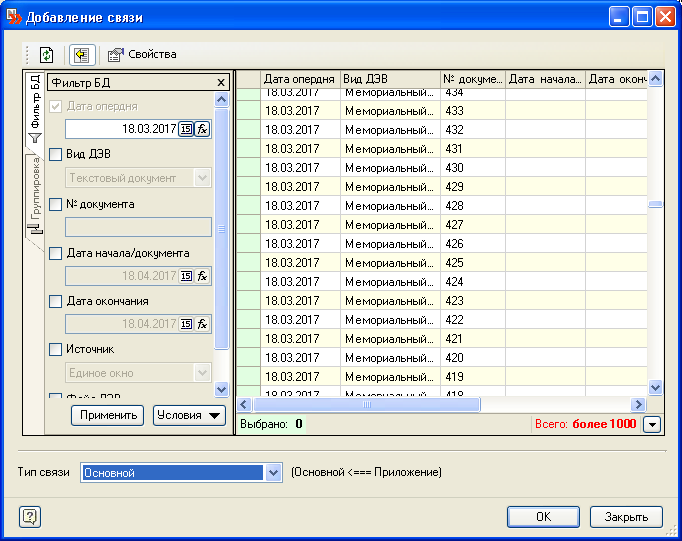 Добавление связи
Свойства
Фильтр БД
Группировка
Фильтр БД
Дата опердня
18.03.2017 15 fx
Вид ДЭВ
Текстовый документ
№ документа
Дата начала/документа
18.04.2017 15 fx
Дата окончания
18.04.2017 15 fx
Источник
Единое окно
Файл ДЭВ
Применить Условия
Дата опердня Вид ДЭВ № докуме... Дата начала... Дата оконч
18.03.2017 Мемориальный... 434
18.03.2017 Мемориальный... 433
18.03.2017 Мемориальный... 432
18.03.2017 Мемориальный... 431
18.03.2017 Мемориальный... 430
18.03.2017 Мемориальный... 429
18.03.2017 Мемориальный... 428
18.03.2017 Мемориальный... 427
18.03.2017 Мемориальный... 426
18.03.2017 Мемориальный... 425
18.03.2017 Мемориальный... 424
18.03.2017 Мемориальный... 423
18.03.2017 Мемориальный... 422
18.03.2017 Мемориальный... 421
18.03.2017 Мемориальный... 420
18.03.2017 Мемориальный... 419
18.03.2017 Мемориальный... 418
Выбрано: 0 Всего: более 1000
Тип связи Основной (Основной <=== Приложение)
OK Закрыть